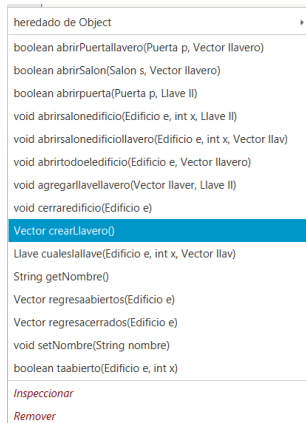 heredado de Object
boolean abrirPuertallavero(Puerta p, Vector llavero)
boolean abrirSalon(Salon s, Vector llavero)
boolean abrirpuerta(Puerta p, Llave ll)
void abrirsalonedificio(Edificio e, int x, Llave ll)
void abrirsalonedificiollavero(Edificio e, int x, Vector llav)
void abrirtodoeledificio(Edificio e, Vector llavero)
void agregarllavellavero(Vector llaver, Llave ll)
void cerraredificio(Edificio e)
Vector crearLlavero()
Llave cualeslallave(Edificio e, int x, Vector llav)
String getNombre()
Vector regresaabiertos(Edificio e)
Vector regresacerrados(Edificio e)
void setNombre(String nombre)
boolean taabierto(Edificio e, int x)
Inspeccionar
Remover